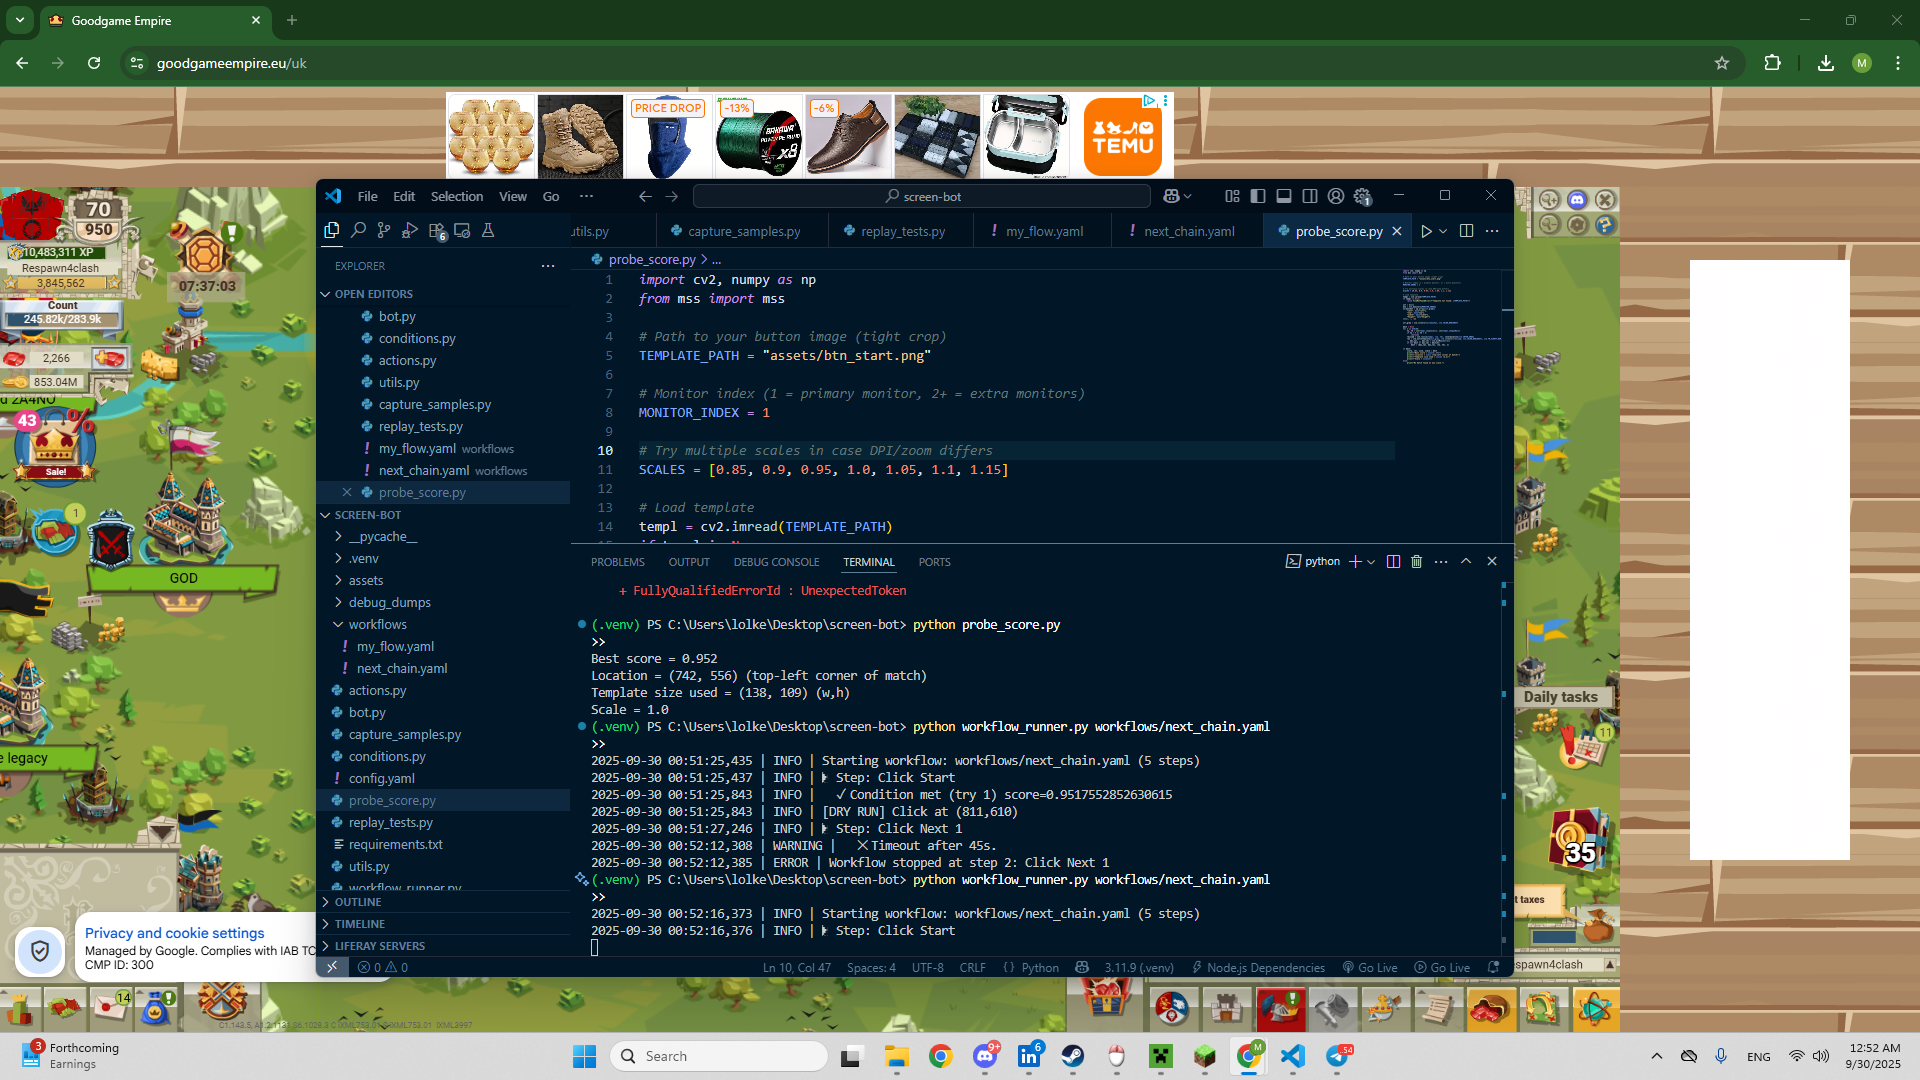 Goodgame Empire
goodgameempire.eu/uk
M
PRICE DROP
-13%
-6%
TEMU
File Edit Selection View Go
screen-bot
70
950
10,483,311 XP
Respawn4clash
3,845,562
Count
245.82k/283.9k
2,266
853.04M
07:37:03
43
Sale!
1
GOD
e legacy
utils.py
capture_samples.py
replay_tests.py
my_flow.yaml
next_chain.yaml
probe_score.py
EXPLORER
OPEN EDITORS
bot.py
conditions.py
actions.py
utils.py
capture_samples.py
replay_tests.py
my_flow.yaml workflows
next_chain.yaml workflows
probe_score.py
SCREEN-BOT
__pycache__
.venv
assets
debug_dumps
workflows
my_flow.yaml
next_chain.yaml
actions.py
bot.py
capture_samples.py
conditions.py
config.yaml
probe_score.py
replay_tests.py
requirements.txt
utils.py
workflow_runner.py
OUTLINE
TIMELINE
LIFERAY SERVERS
probe_score.py > ...
1 import cv2, numpy as np
2 from mss import mss
3
4 # Path to your button image (tight crop)
5 TEMPLATE_PATH = "assets/btn_start.png"
6
7 # Monitor index (1 = primary monitor, 2+ = extra monitors)
8 MONITOR_INDEX = 1
9
10 # Try multiple scales in case DPI/zoom differs
11 SCALES = [0.85, 0.9, 0.95, 1.0, 1.05, 1.1, 1.15]
12
13 # Load template
14 templ = cv2.imread(TEMPLATE_PATH)
PROBLEMS OUTPUT DEBUG CONSOLE TERMINAL PORTS
python
+ FullyQualifiedErrorId : UnexpectedToken
(.venv) PS C:\Users\lolke\Desktop\screen-bot> python probe_score.py
>>
Best score = 0.952
Location = (742, 556) (top-left corner of match)
Template size used = (138, 109) (w,h)
Scale = 1.0
(.venv) PS C:\Users\lolke\Desktop\screen-bot> python workflow_runner.py workflows/next_chain.yaml
>>
2025-09-30 00:51:25,435 | INFO | Starting workflow: workflows/next_chain.yaml (5 steps)
2025-09-30 00:51:25,437 | INFO | ▶ Step: Click Start
2025-09-30 00:51:25,843 | INFO | ✓ Condition met (try 1) score=0.9517552852630615
2025-09-30 00:51:25,843 | INFO | [DRY RUN] Click at (811,610)
2025-09-30 00:51:27,246 | INFO | ▶ Step: Click Next 1
2025-09-30 00:52:12,308 | WARNING | ✕ Timeout after 45s.
2025-09-30 00:52:12,385 | ERROR | Workflow stopped at step 2: Click Next 1
(.venv) PS C:\Users\lolke\Desktop\screen-bot> python workflow_runner.py workflows/next_chain.yaml
>>
2025-09-30 00:52:16,373 | INFO | Starting workflow: workflows/next_chain.yaml (5 steps)
2025-09-30 00:52:16,376 | INFO | ▶ Step: Click Start
0 0
Ln 10, Col 47 Spaces: 4 UTF-8 CRLF {} Python 3.11.9 (.venv) Node.js Dependencies Go Live Go Live
Daily tasks
11
35
t taxes
spawn4clash
Privacy and cookie settings
Managed by Google. Complies with IAB TC
CMP ID: 300
14
3
Forthcoming
Earnings
Search
9+
6
M
54
ENG
12:52 AM
9/30/2025